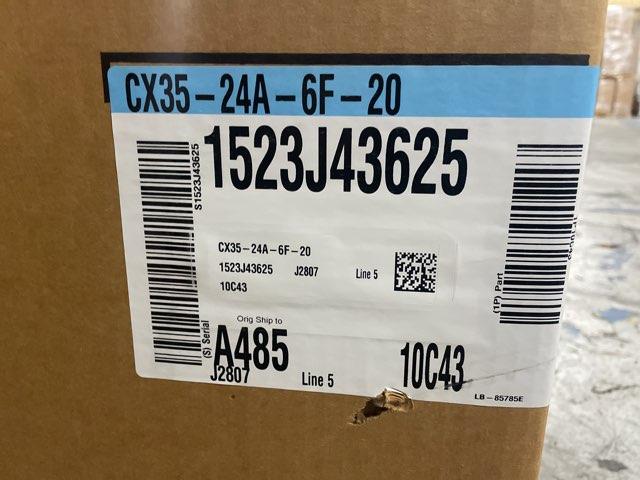 CX35-24A-6F-20
1523J43625
S1523J43625
(S) Serial
CX35-24A-6F-20
1523J43625 J2807 Line 5
10C43
(1P) Part
Orig Ship to
A485
J2807 Line 5 10C43
LB-85785E